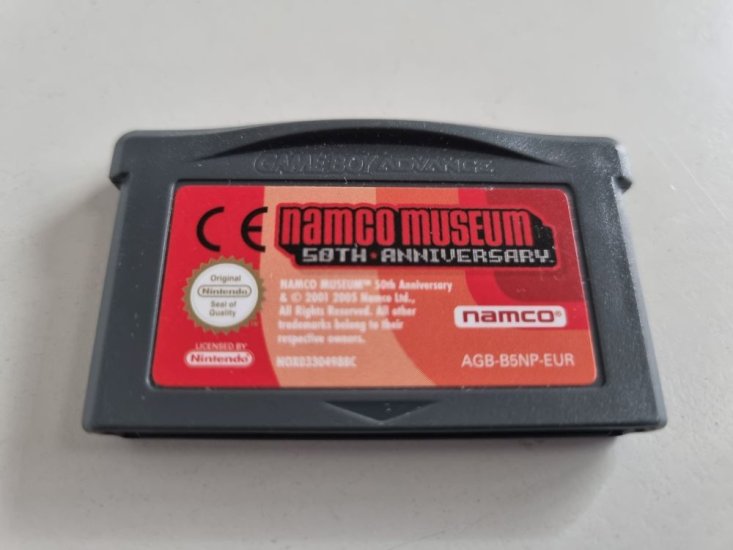 GAME BOY ADVANCE
CE
namco museum
50TH • ANNIVERSARY
Original
Nintendo
Seal of
Quality
LICENSED BY
Nintendo
NAMCO MUSEUM™ 50th Anniversary
& © 2001 2005 Namco Ltd.,
All Rights Reserved. All other
trademarks belong to their
respective owners.
namco®
AGB-B5NP-EUR